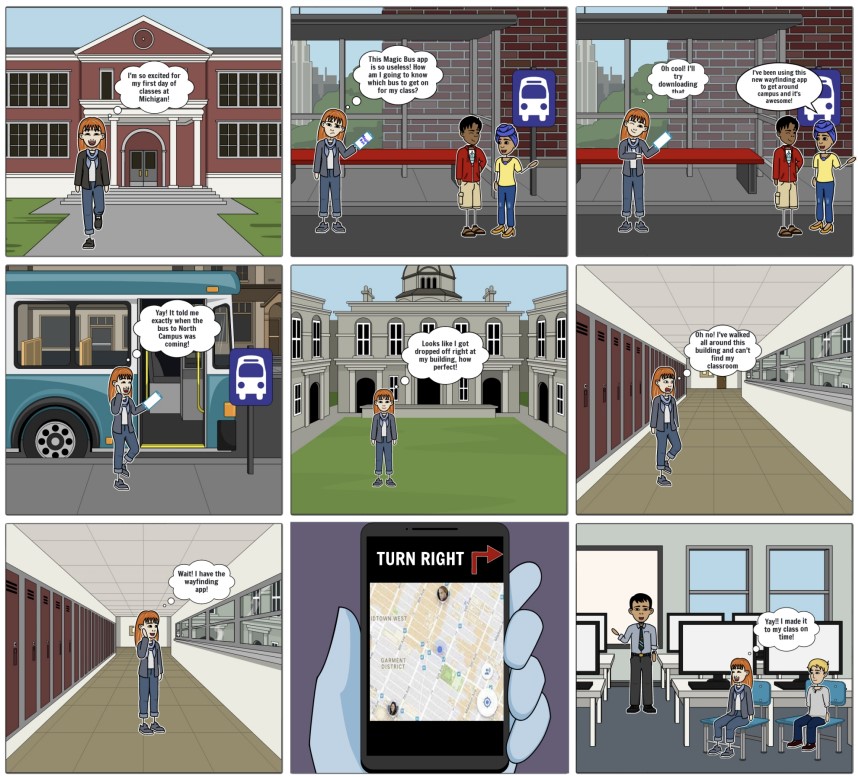 I'm so excited for
my first day of
classes at
Michigan!
This Magic Bus app
is so useless! How
am I going to know
which bus to get on
for my class?
Oh cool! I'll
try
downloading
that
I've been using this
new wayfinding app
to get around
campus and it's
awesome!
Yay! It told me
exactly when the
bus to North
Campus was
coming!
Looks like I got
dropped off right at
my building, how
perfect!
Oh no! I've walked
all around this
building and can't
find my
classroom
Wait! I have the
wayfinding
app!
TURN RIGHT
GARMENT
DISTRICT
Yay!! I made it
to my class on
time!